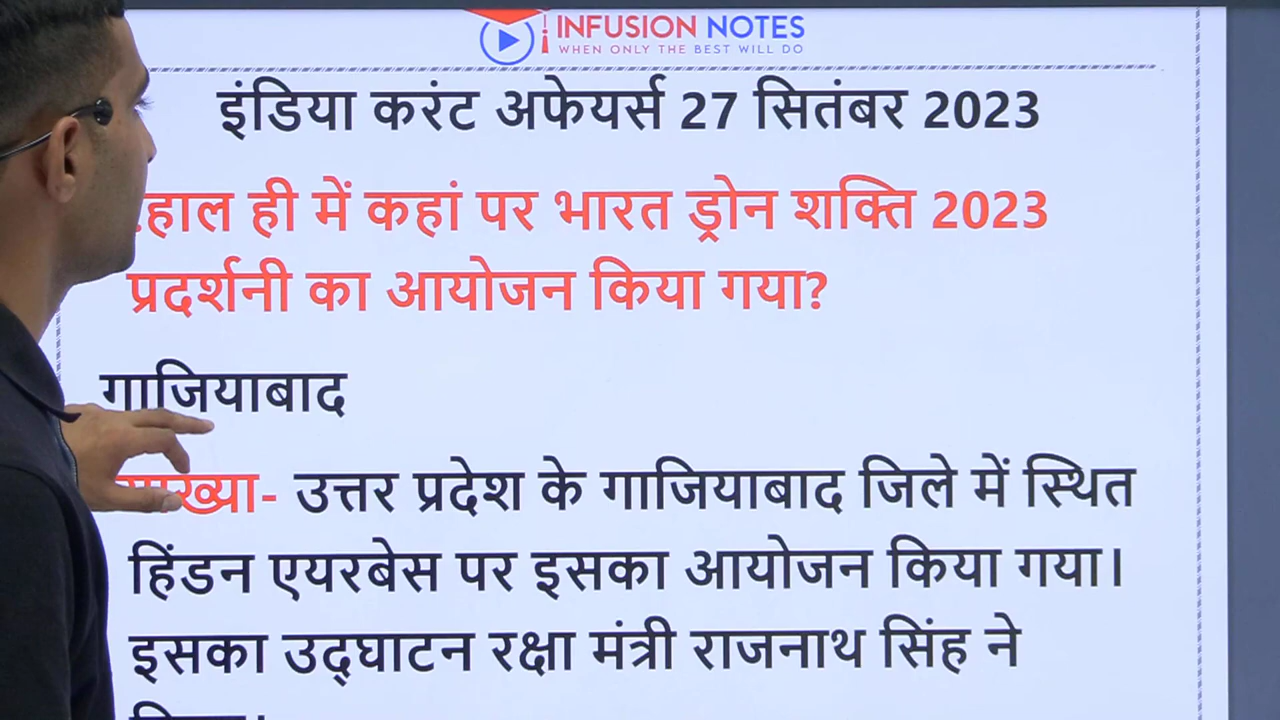 INFUSION NOTES
WHEN ONLY THE BEST WILL DO
इंडिया करंट अफेयर्स 27 सितंबर 2023
हाल ही में कहां पर भारत ड्रोन शक्ति 2023
प्रदर्शनी का आयोजन किया गया?
गाजियाबाद
उत्तर प्रदेश के गाजियाबाद जिले में स्थित
हिंडन एयरबेस पर इसका आयोजन किया गया।
इसका उद्घाटन रक्षा मंत्री राजनाथ सिंह ने